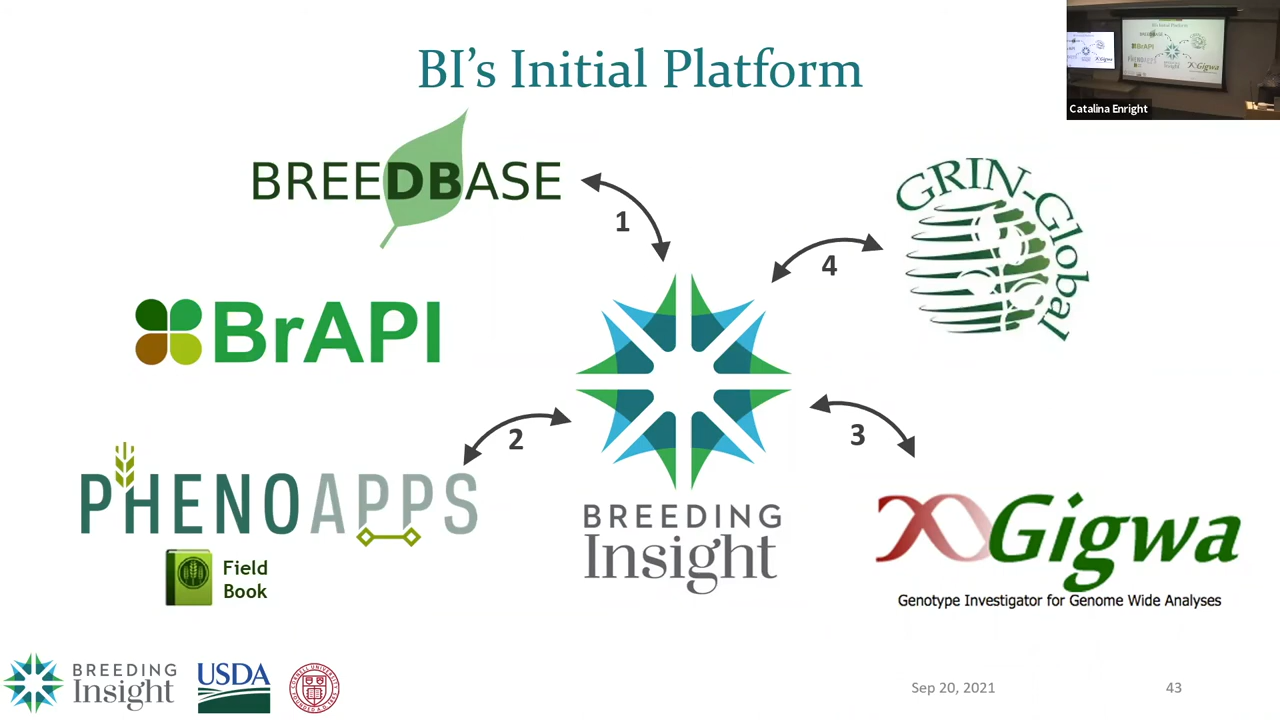 BI's Initial Platform
Catalina Enright
BREEDBASE
1
GRIN-Global
4
BrAPI
2
3
PHENOAPPS
Field
Book
BREEDING
Insight
Gigwa
Genotype Investigator for Genome Wide Analyses
BREEDING
Insight
USDA
Sep 20, 2021
43